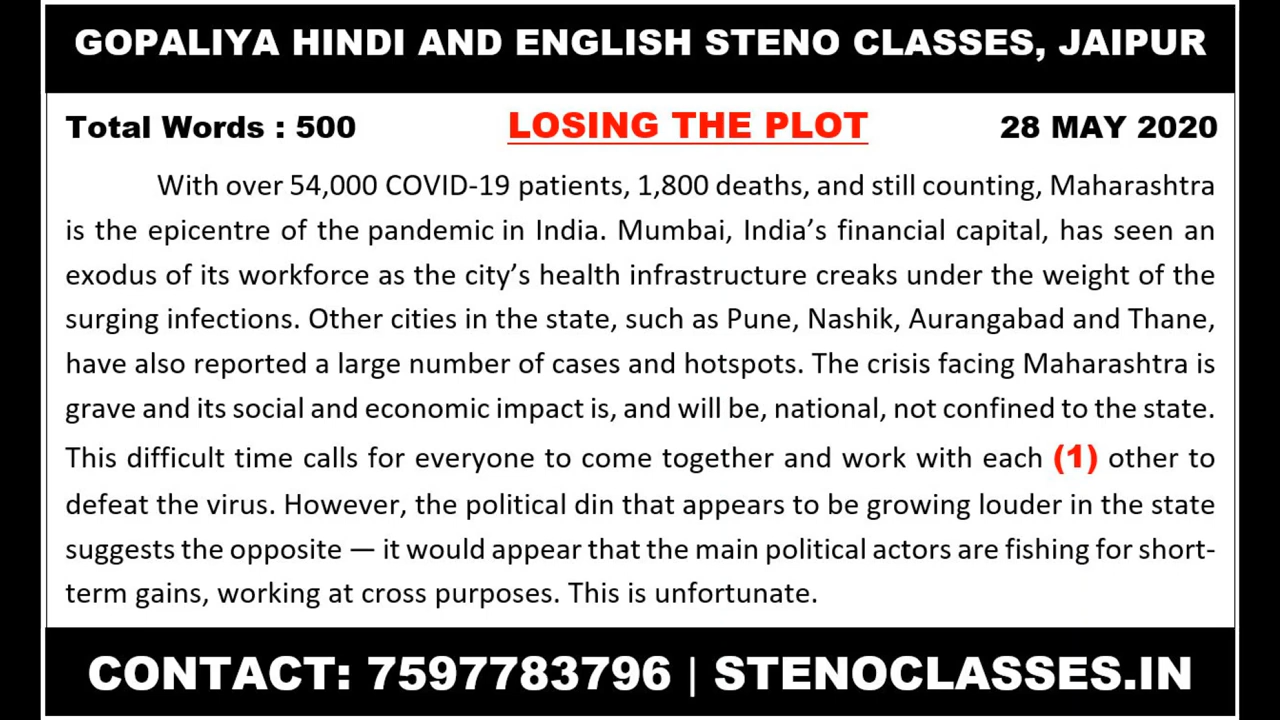 GOPALIYA HINDI AND ENGLISH STENO CLASSES, JAIPUR
Total Words : 500 LOSING THE PLOT 28 MAY 2020
With over 54,000 COVID-19 patients, 1,800 deaths, and still counting, Maharashtra
is the epicentre of the pandemic in India. Mumbai, India’s financial capital, has seen an
exodus of its workforce as the city’s health infrastructure creaks under the weight of the
surging infections. Other cities in the state, such as Pune, Nashik, Aurangabad and Thane,
have also reported a large number of cases and hotspots. The crisis facing Maharashtra is
grave and its social and economic impact is, and will be, national, not confined to the state.
This difficult time calls for everyone to come together and work with each (1) other to
defeat the virus. However, the political din that appears to be growing louder in the state
suggests the opposite — it would appear that the main political actors are fishing for short-
term gains, working at cross purposes. This is unfortunate.
CONTACT: 7597783796 | STENOCLASSES.IN